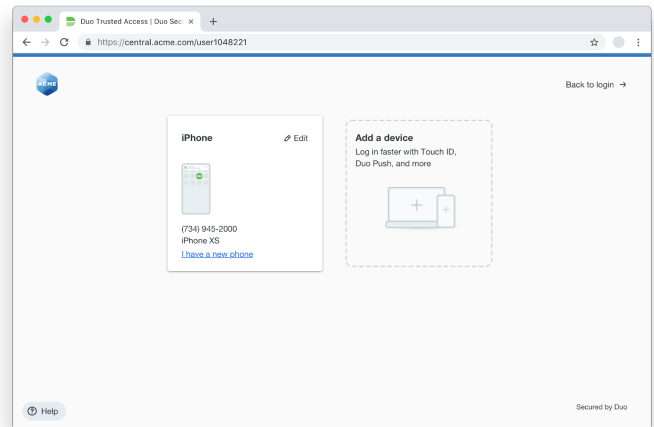 Duo Trusted Access | Duo Sec
https://central.acme.com/user1048221
ACME
Back to login →
iPhone
Edit
(734) 945-2000
iPhone XS
I have a new phone
Add a device
Log in faster with Touch ID,
Duo Push, and more
Help
Secured by Duo